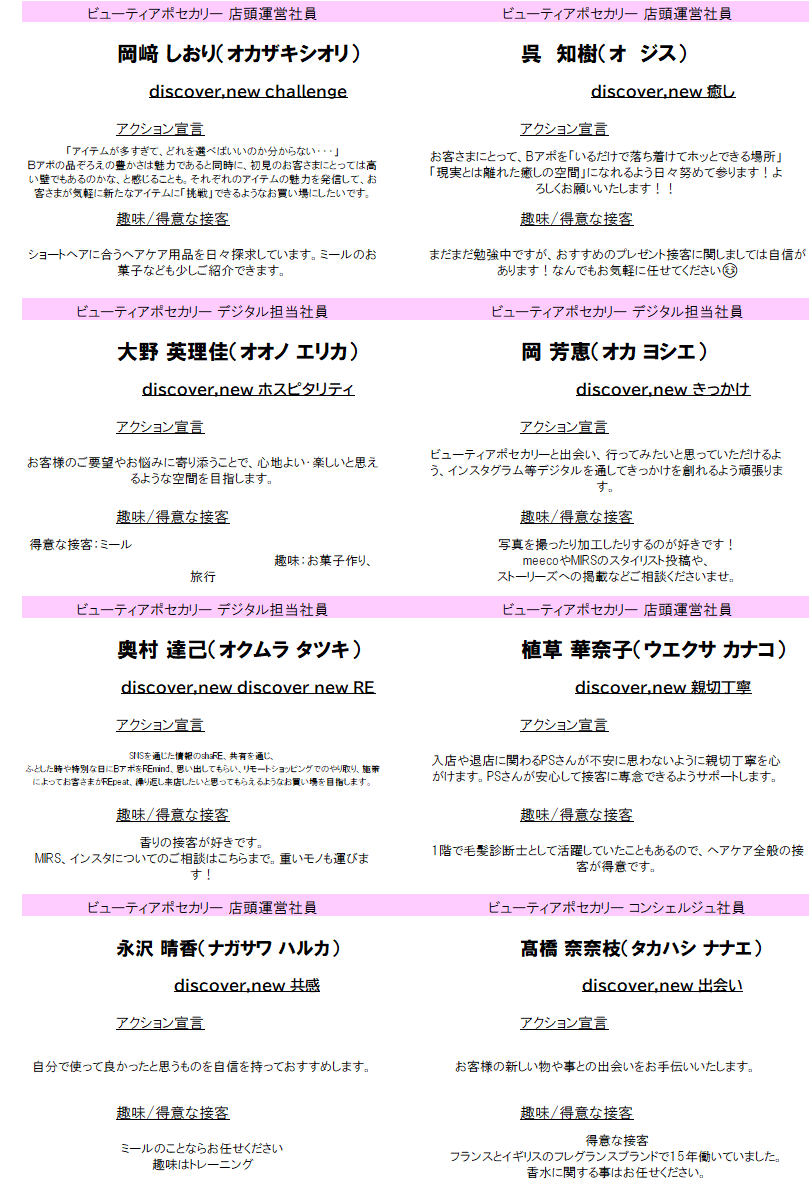 ビューティアポセカリー 店頭運営社員
岡﨑 しおり（オカザキシオリ）
discover,new challenge
アクション宣言
「アイテムが多すぎて、どれを選べばいいのか分からない・・・」
Bアポの品ぞろえの豊かさは魅力であると同時に、初見のお客さまにとっては高
い壁でもあるのかな、と感じることも。それぞれのアイテムの魅力を発信して、お
客さまが気軽に新たなアイテムに「挑戦」できるようなお買い場にしたいです。
趣味/得意な接客
ショートヘアに合うヘアケア用品を日々探求しています。ミールのお
菓子なども少しご紹介できます。
ビューティアポセカリー 店頭運営社員
呉　知樹（オ　ジス）
discover,new 癒し
アクション宣言
お客さまにとって、Bアポを「いるだけで落ち着けてホッとできる場所」
「現実とは離れた癒しの空間」になれるよう日々努めて参ります！よ
ろしくお願いいたします！！
趣味/得意な接客
まだまだ勉強中ですが、おすすめのプレゼント接客に関しましては自信が
あります！なんでもお気軽に任せてください
ビューティアポセカリー デジタル担当社員
大野 英理佳（オオノ エリカ）
discover,new ホスピタリティ
アクション宣言
お客様のご要望やお悩みに寄り添うことで、心地よい・楽しいと思え
るような空間を目指します。
趣味/得意な接客
得意な接客：ミール
趣味：お菓子作り、
旅行
ビューティアポセカリー デジタル担当社員
岡 芳恵（オカ ヨシエ）
discover,new きっかけ
アクション宣言
ビューティアポセカリーと出会い、行ってみたいと思っていただけるよ
う、インスタグラム等デジタルを通してきっかけを創れるよう頑張りま
す。
趣味/得意な接客
写真を撮ったり加工したりするのが好きです！
meecoやMIRSのスタイリスト投稿や、
ストーリーズへの掲載などご相談くださいませ。
ビューティアポセカリー デジタル担当社員
奥村 達己（オクムラ タツキ）
discover,new discover new RE
アクション宣言
SNSを通じた情報のshaRE、共有を通じ、
ふとした時や特別な日にBアポをREmind、思い出してもらい、リモートショッピングでのやり取り、施策
によってお客さまがREpeat、繰り返し来店したいと思ってもらえるようなお買い場を目指します。
趣味/得意な接客
香りの接客が好きです。
MIRS、インスタについてのご相談はこちらまで。重いモノも運びま
す！
ビューティアポセカリー 店頭運営社員
植草 華奈子（ウエクサ カナコ）
discover,new 親切丁寧
アクション宣言
入店や退店に関わるPSさんが不安に思わないように親切丁寧を心
がけます。PSさんが安心して接客に専念できるようサポートします。
趣味/得意な接客
1階で毛髪診断士として活躍していたこともあるので、ヘアケア全般の接
客が得意です。
ビューティアポセカリー 店頭運営社員
永沢 晴香（ナガサワ ハルカ）
discover,new 共感
アクション宣言
自分で使って良かったと思うものを自信を持っておすすめします。
趣味/得意な接客
ミールのことならお任せください
趣味はトレーニング
ビューティアポセカリー コンシェルジュ社員
髙橋 奈奈枝（タカハシ ナナエ）
discover,new 出会い
アクション宣言
お客様の新しい物や事との出会いをお手伝いいたします。
趣味/得意な接客
得意な接客
フランスとイギリスのフレグランスブランドで15年働いていました。
香水に関する事はお任せください。